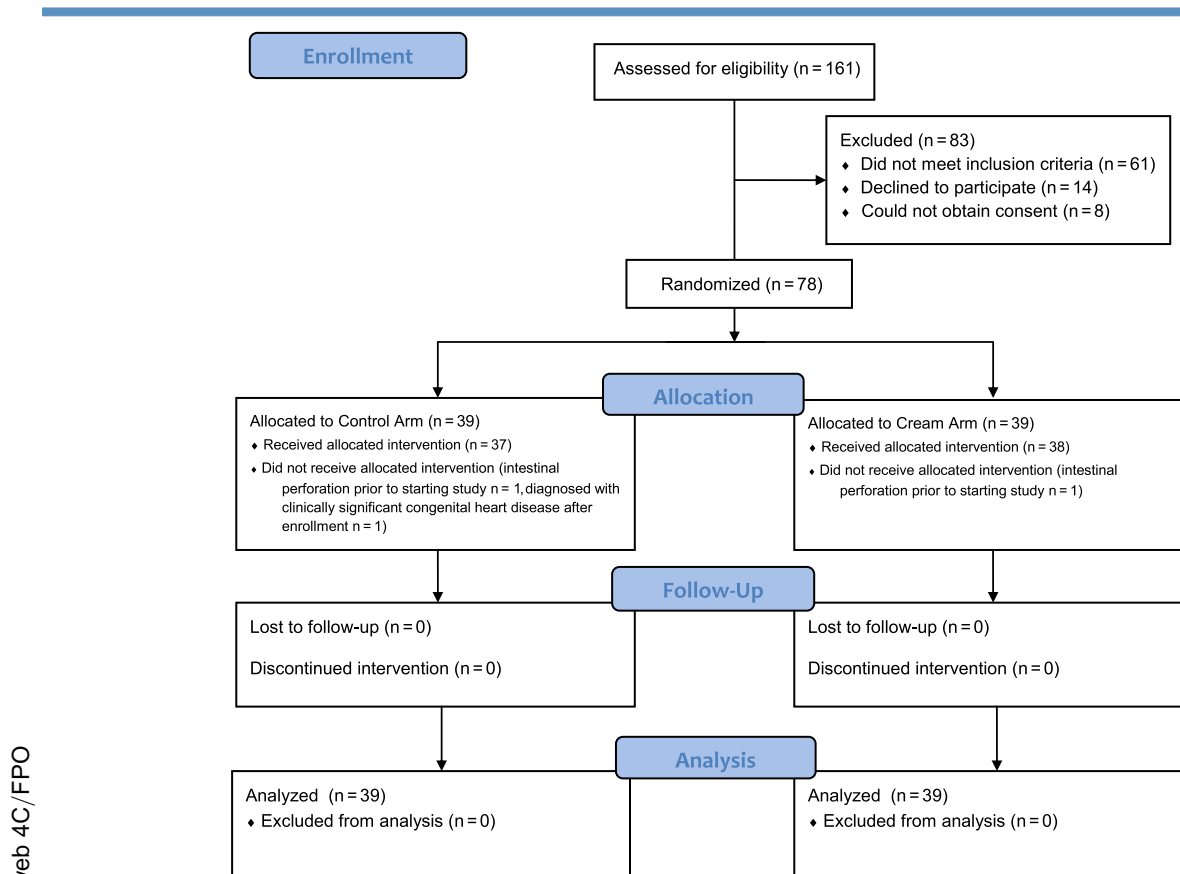 Enrollment
Assessed for eligibility (n = 161)
Excluded (n = 83)
♦ Did not meet inclusion criteria (n = 61)
♦ Declined to participate (n = 14)
♦ Could not obtain consent (n = 8)
Randomized (n = 78)
Allocation
Allocated to Control Arm (n = 39)
♦ Received allocated intervention (n = 37)
♦ Did not receive allocated intervention (intestinal
perforation prior to starting study n = 1, diagnosed with
clinically significant congenital heart disease after
enrollment n = 1)
Allocated to Cream Arm (n = 39)
♦ Received allocated intervention (n = 38)
♦ Did not receive allocated intervention (intestinal
perforation prior to starting study n = 1)
Follow-Up
Lost to follow-up (n = 0)
Discontinued intervention (n = 0)
Lost to follow-up (n = 0)
Discontinued intervention (n = 0)
Analysis
Analyzed (n = 39)
♦ Excluded from analysis (n = 0)
Analyzed (n = 39)
♦ Excluded from analysis (n = 0)
web 4C/FPO